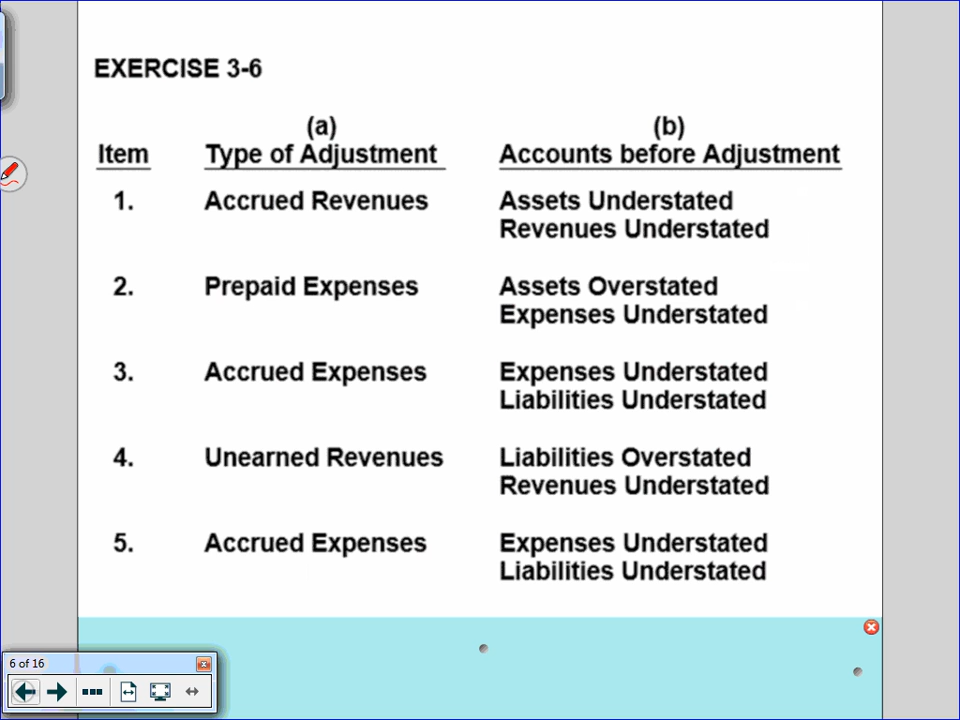 EXERCISE 3-6
(a) (b)
Item Type of Adjustment Accounts before Adjustment
1. Accrued Revenues Assets Understated
Revenues Understated
2. Prepaid Expenses Assets Overstated
Expenses Understated
3. Accrued Expenses Expenses Understated
Liabilities Understated
4. Unearned Revenues Liabilities Overstated
Revenues Understated
5. Accrued Expenses Expenses Understated
Liabilities Understated
6 of 16